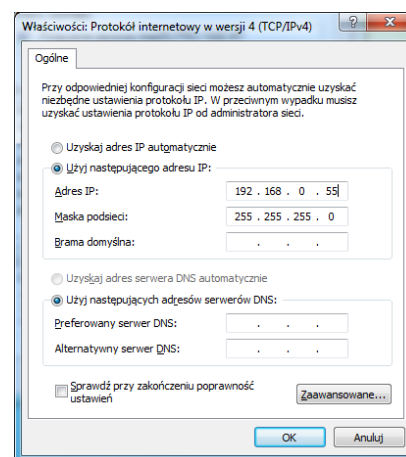 Właściwości: Protokół internetowy w wersji 4 (TCP/IPv4)
Ogólne
Przy odpowiedniej konfiguracji sieci możesz automatycznie uzyskać
niezbędne ustawienia protokołu IP. W przeciwnym wypadku musisz
uzyskać ustawienia protokołu IP od administratora sieci.
Uzyskaj adres IP automatycznie
Użyj następującego adresu IP:
Adres IP: 192 . 168 . 0 . 55
Maska podsieci: 255 . 255 . 255 . 0
Brama domyślna: . . .
Uzyskaj adres serwera DNS automatycznie
Użyj następujących adresów serwerów DNS:
Preferowany serwer DNS: . . .
Alternatywny serwer DNS: . . .
Sprawdź przy zakończeniu poprawność
ustawień
Zaawansowane...
OK Anuluj